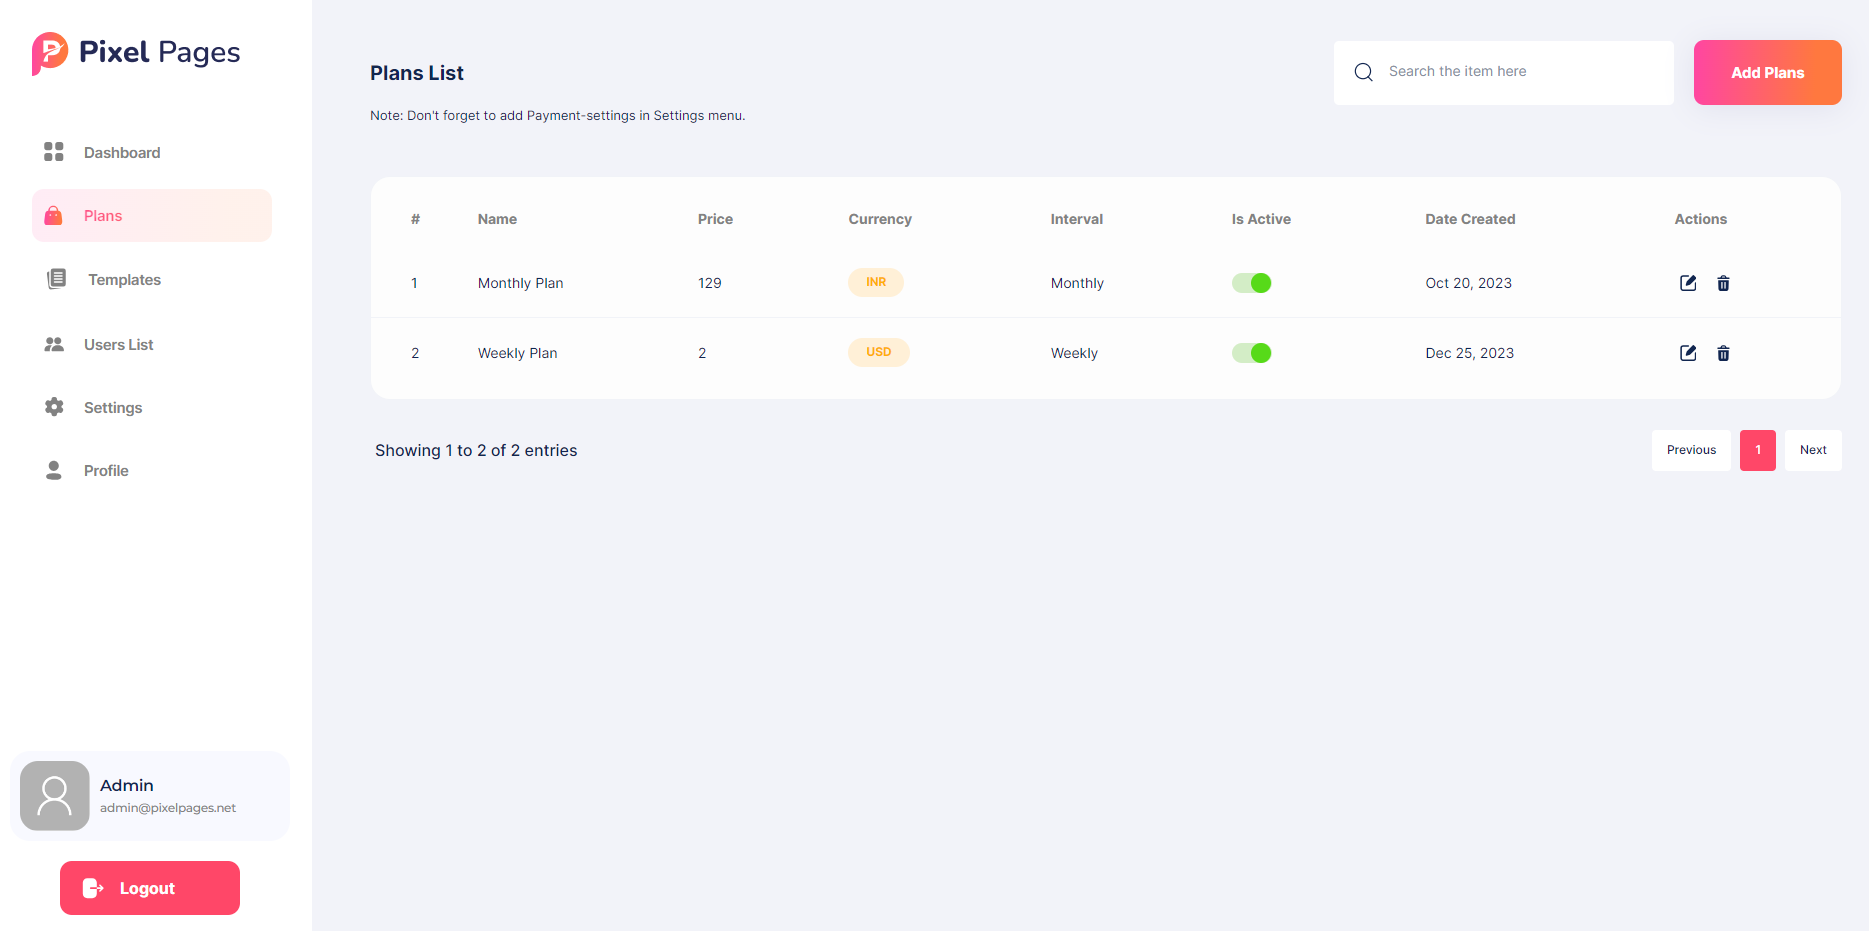 Pixel Pages
Dashboard
Plans
Templates
Users List
Settings
Profile
Admin
admin@pixelpages.net
Logout
Plans List
Note: Don't forget to add Payment-settings in Settings menu.
Search the item here
Add Plans
# Name Price Currency Interval Is Active Date Created Actions
1 Monthly Plan 129 INR Monthly Oct 20, 2023
2 Weekly Plan 2 USD Weekly Dec 25, 2023
Showing 1 to 2 of 2 entries
Previous 1 Next